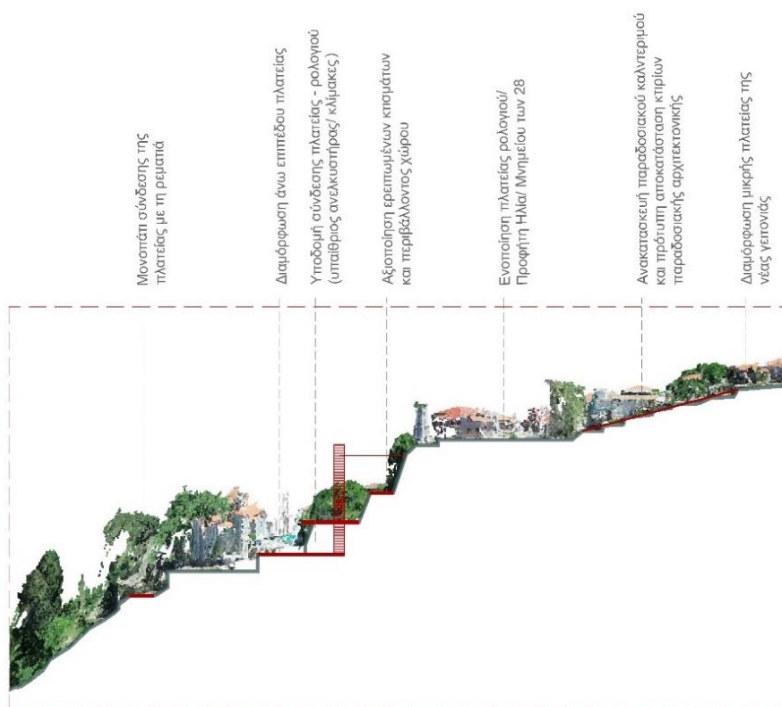 Μονοπάτι σύνδεσης της
πλατείας με τη ρεματιά
Διαμόρφωση άνω επιπέδου πλατείας
Υποδομή σύνδεσης πλατείας - ρολογιού
(υπαίθριος ανελκυστήρας/ κλίμακες)
Αξιοποίηση ερειπωμένων κτισμάτων
και περιβάλλοντος χώρου
Ενοποίηση πλατείας ρολογιού/
Προφήτη Ηλία/ Μνημείου των 28
Ανακατασκευή παραδοσιακού καλντεριμιού
και πρότυπη αποκατάσταση κτιρίων
παραδοσιακής αρχιτεκτονικής
Διαμόρφωση μικρής πλατείας της
νέας γειτονιάς